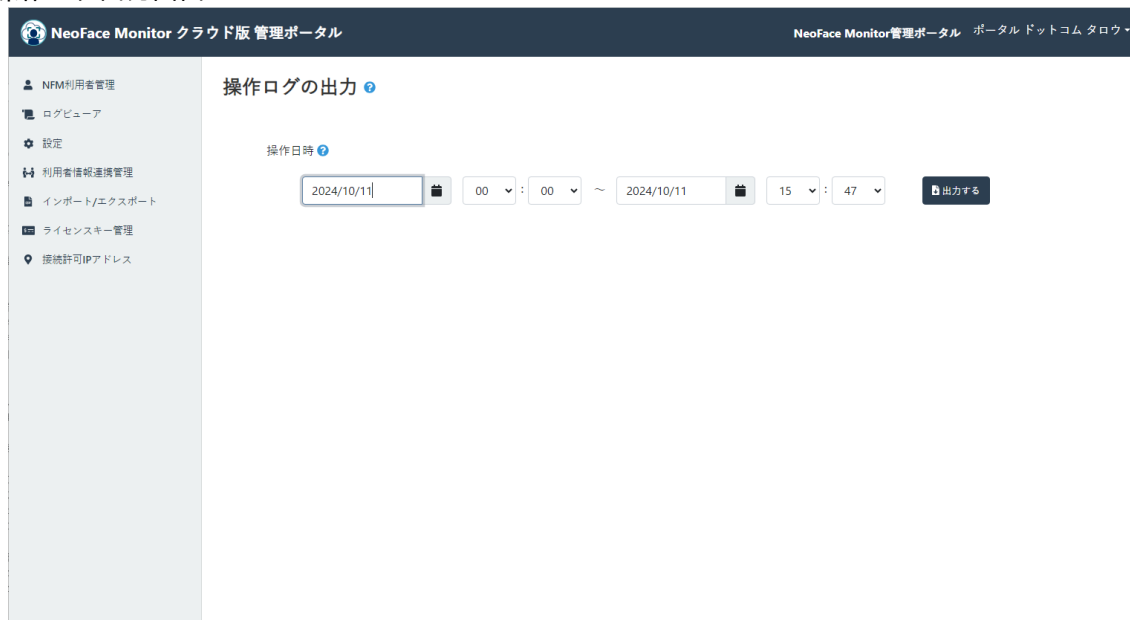 NeoFace Monitor クラウド版 管理ポータル
NeoFace Monitor管理ポータル ポータル ドットコム タロウ
NFM利用者管理
ログビューア
設定
利用者情報連携管理
インポート/エクスポート
ライセンスキー管理
接続許可IPアドレス
操作ログの出力
操作日時
2024/10/11 00 : 00 ~ 2024/10/11 15 : 47 出力する